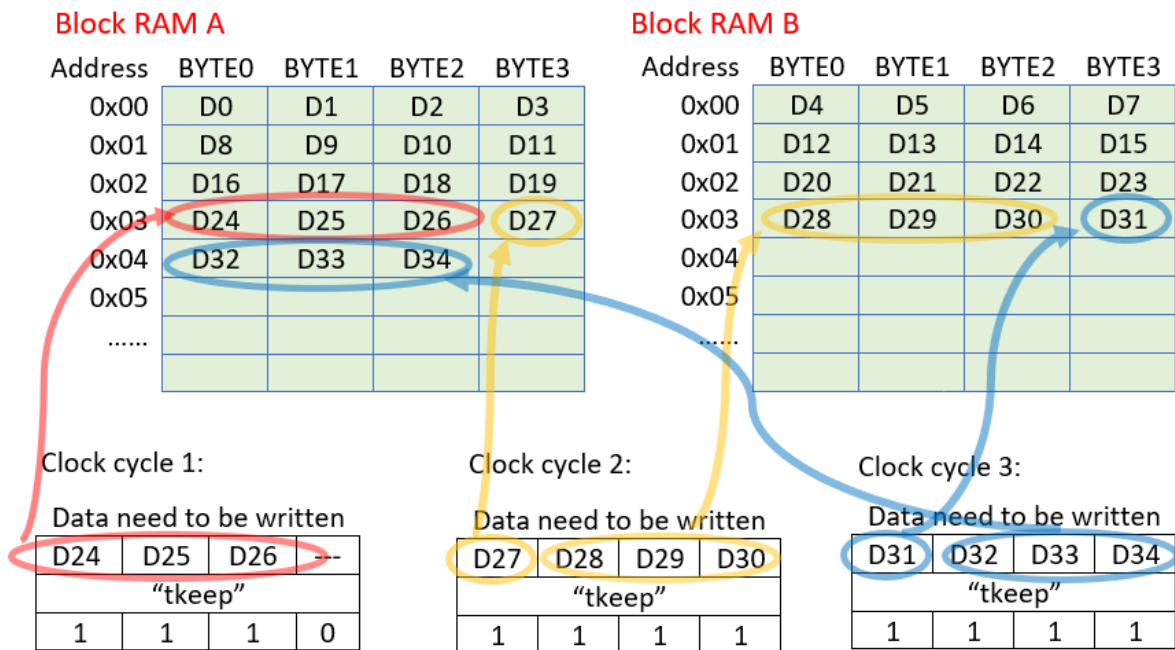 Block RAM A Block RAM B
Address BYTE0 BYTE1 BYTE2 BYTE3 Address BYTE0 BYTE1 BYTE2 BYTE3
0x00 D0 D1 D2 D3 0x00 D4 D5 D6 D7
0x01 D8 D9 D10 D11 0x01 D12 D13 D14 D15
0x02 D16 D17 D18 D19 0x02 D20 D21 D22 D23
0x03 D24 D25 D26 D27 0x03 D28 D29 D30 D31
0x04 D32 D33 D34 0x04
0x05 0x05
...... ......
Clock cycle 1: Clock cycle 2: Clock cycle 3:
Data need to be written Data need to be written Data need to be written
D24 D25 D26 --- D27 D28 D29 D30 D31 D32 D33 D34
“tkeep” “tkeep” “tkeep”
1 1 1 0 1 1 1 1 1 1 1 1